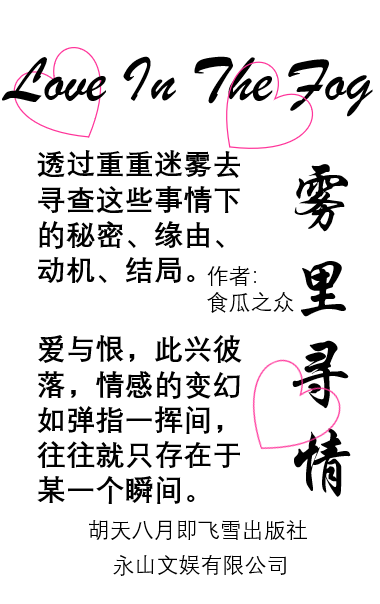 Love In The Fog
雾里寻情
透过重重迷雾去
寻查这些事情下
的秘密、缘由、
动机、结局。
作者:
食瓜之众
爱与恨，此兴彼
落，情感的变幻
如弹指一挥间，
往往就只存在于
某一个瞬间。
胡天八月即飞雪出版社
永山文娱有限公司